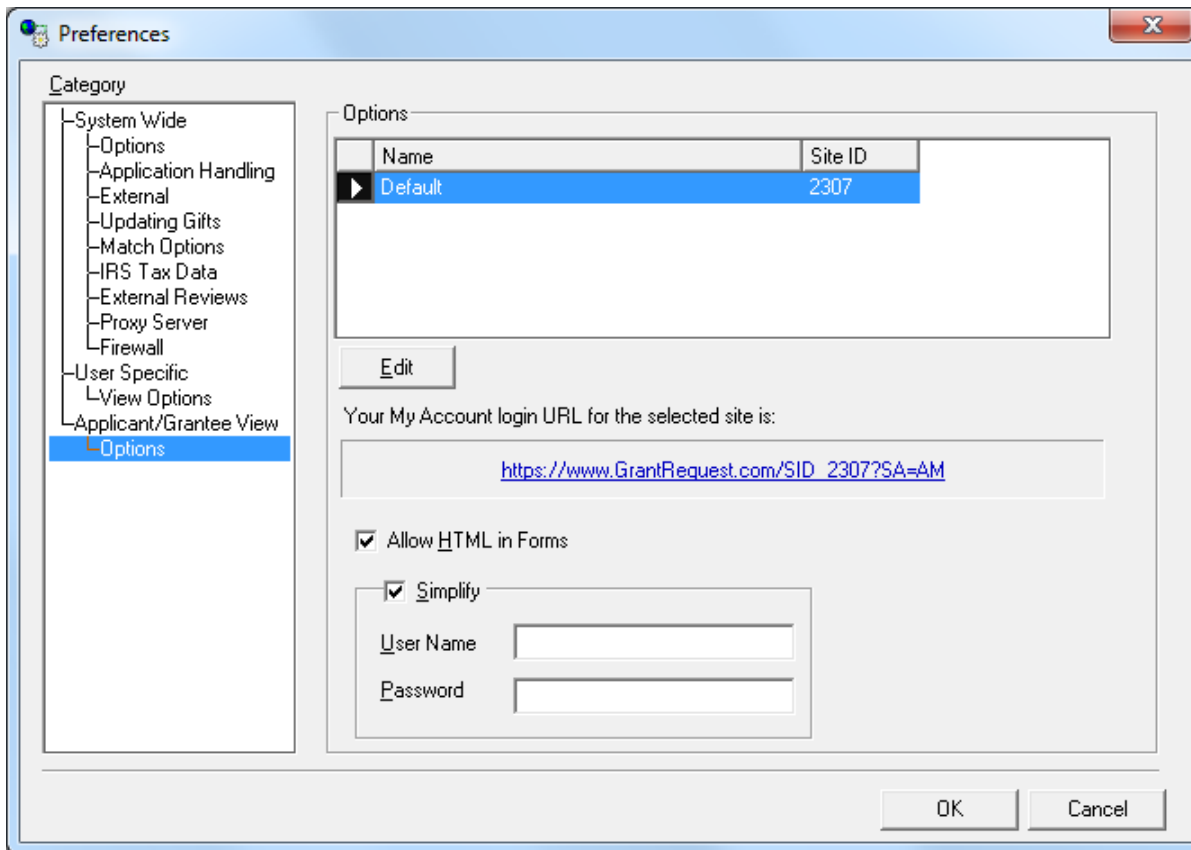 Preferences
Category
System Wide
Options
Application Handling
External
Updating Gifts
Match Options
IRS Tax Data
External Reviews
Proxy Server
Firewall
User Specific
View Options
Applicant/Grantee View
Options
Options
Name Site ID
Default 2307
Edit
Your My Account login URL for the selected site is:
https://www.GrantRequest.com/SID_2307?SA=AM
Allow HTML in Forms
Simplify
User Name
Password
OK Cancel